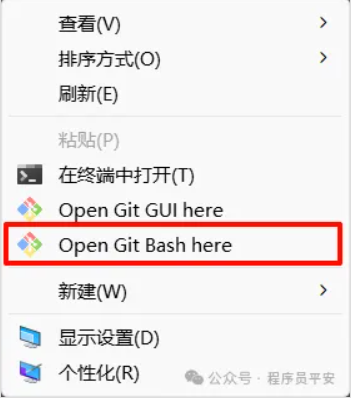 查看(V)
排序方式(O)
刷新(E)
粘贴(P)
在终端中打开(T)
Open Git GUI here
Open Git Bash here
新建(W)
显示设置(D)
个性化(R)
公众号·程序员平安